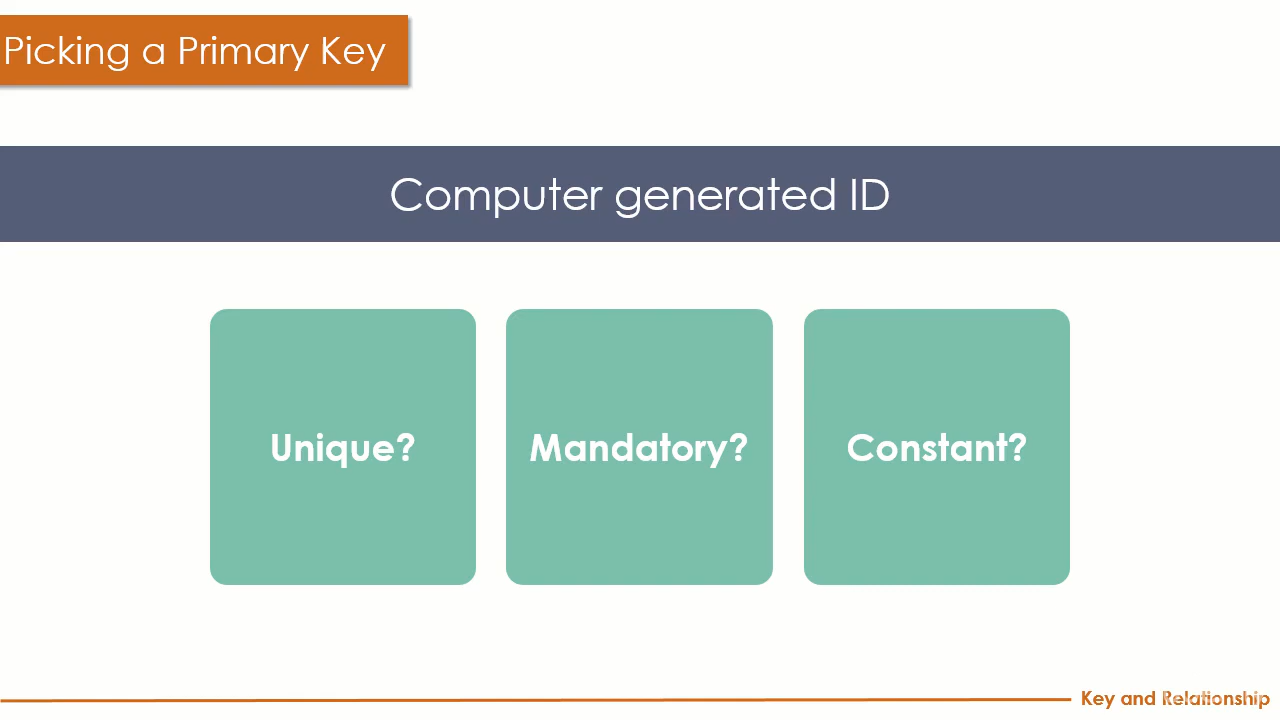 Picking a Primary Key
Computer generated ID
Unique?
Mandatory?
Constant?
Key and Relationship